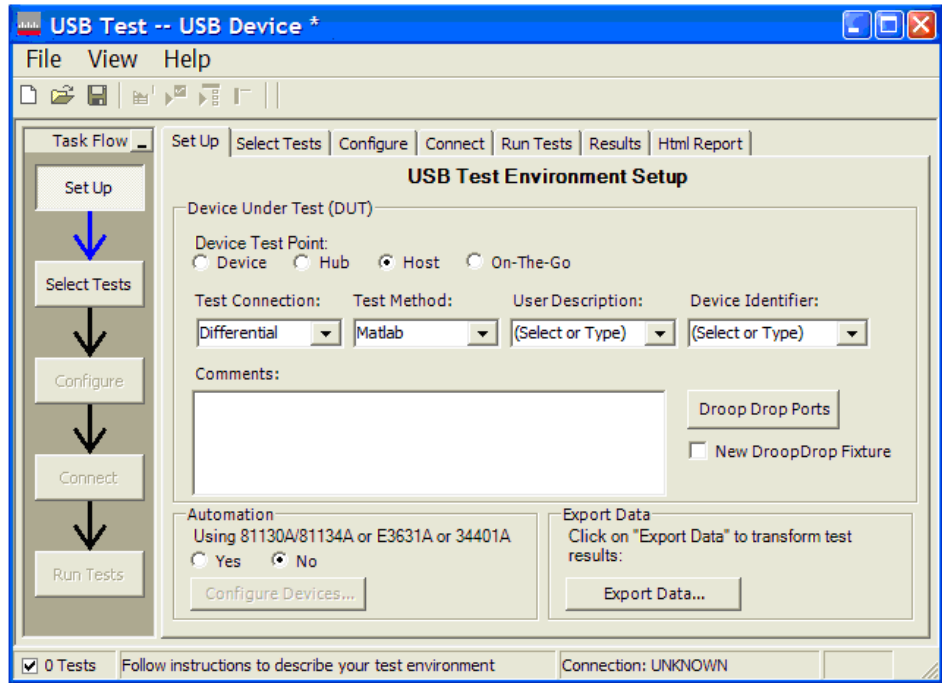 USB Test -- USB Device *
File View Help
Task Flow
Set Up
Select Tests
Configure
Connect
Run Tests
Set Up Select Tests Configure Connect Run Tests Results Html Report
USB Test Environment Setup
Device Under Test (DUT)
Device Test Point:
Device Hub Host On-The-Go
Test Connection: Test Method: User Description: Device Identifier:
Differential Matlab (Select or Type) (Select or Type)
Comments:
Droop Drop Ports
New DroopDrop Fixture
Automation
Using 81130A/81134A or E3631A or 34401A
Yes No
Configure Devices...
Export Data
Click on "Export Data" to transform test
results:
Export Data...
0 Tests Follow instructions to describe your test environment Connection: UNKNOWN